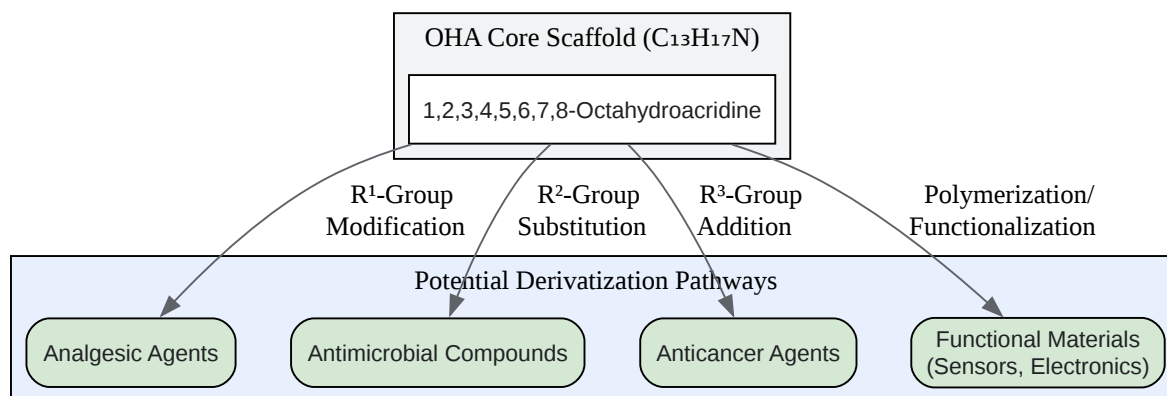 OHA Core Scaffold (C₁₃H₁₇N)
1,2,3,4,5,6,7,8-Octahydroacridine
R¹-Group
Modification
R²-Group
Substitution
R³-Group
Addition
Polymerization/
Functionalization
Potential Derivatization Pathways
Analgesic Agents
Antimicrobial Compounds
Anticancer Agents
Functional Materials
(Sensors, Electronics)